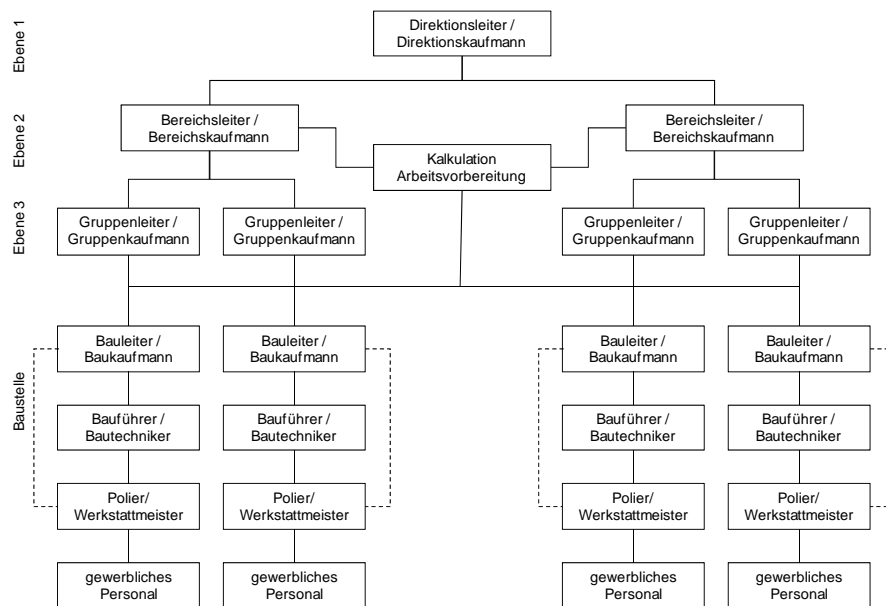 Ebene 1
Direktionsleiter /
Direktionskaufmann
Ebene 2
Bereichsleiter /
Bereichskaufmann
Bereichsleiter /
Bereichskaufmann
Kalkulation
Arbeitsvorbereitung
Ebene 3
Gruppenleiter /
Gruppenkaufmann
Gruppenleiter /
Gruppenkaufmann
Gruppenleiter /
Gruppenkaufmann
Gruppenleiter /
Gruppenkaufmann
Baustelle
Bauleiter /
Baukaufmann
Bauleiter /
Baukaufmann
Bauleiter /
Baukaufmann
Bauleiter /
Baukaufmann
Bauführer /
Bautechniker
Bauführer /
Bautechniker
Bauführer /
Bautechniker
Bauführer /
Bautechniker
Polier/
Werkstattmeister
Polier/
Werkstattmeister
Polier/
Werkstattmeister
Polier/
Werkstattmeister
gewerbliches
Personal
gewerbliches
Personal
gewerbliches
Personal
gewerbliches
Personal